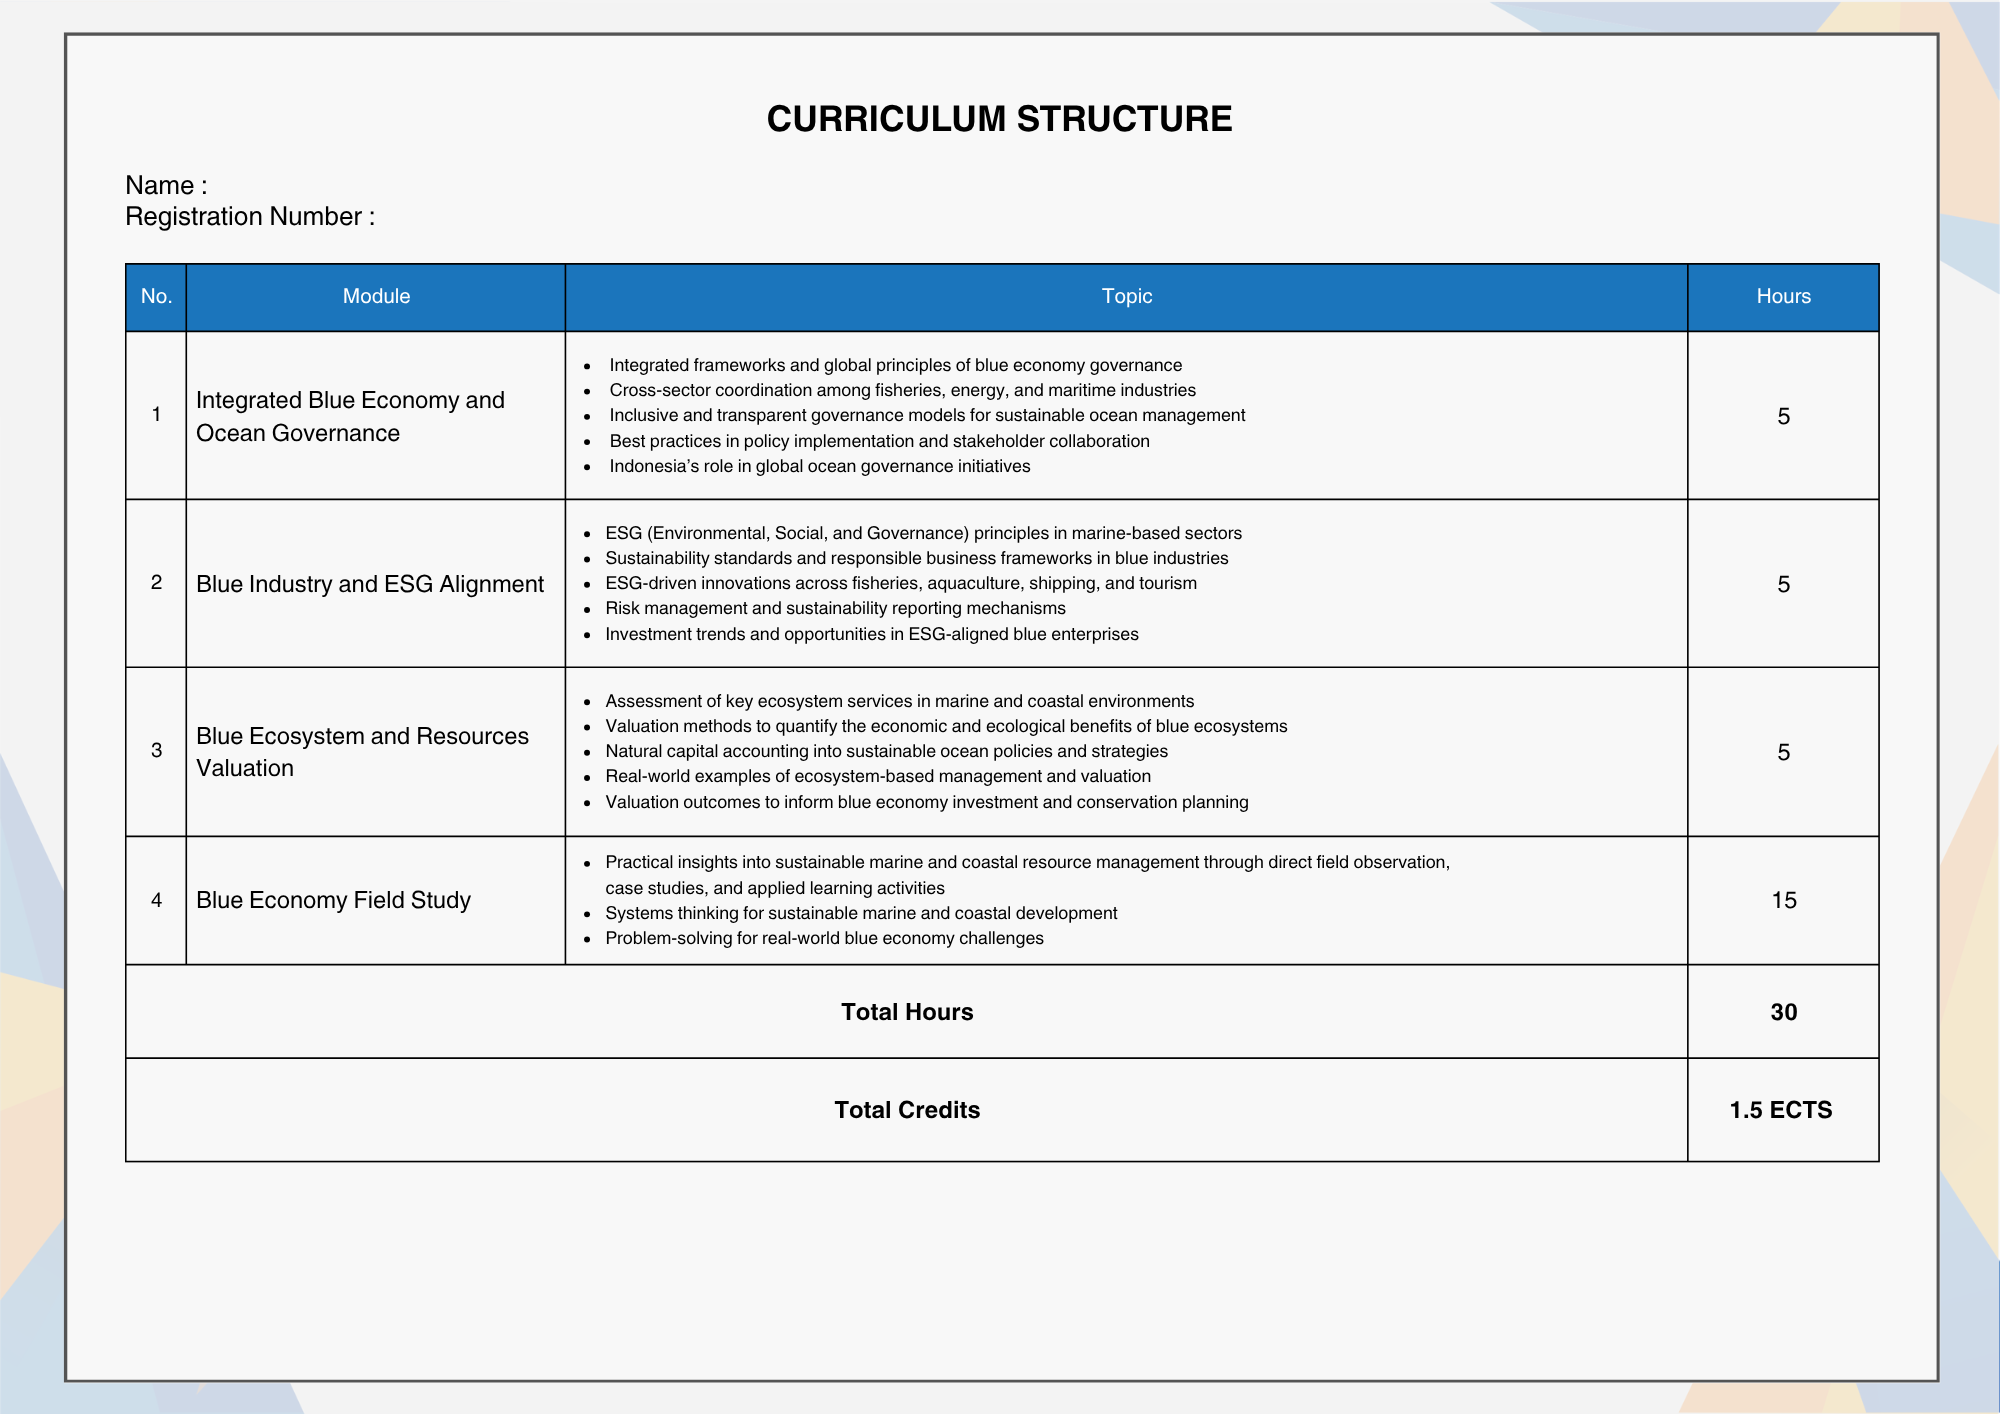 CURRICULUM STRUCTURE
Name :
Registration Number :
No. Module Topic Hours
1
Integrated Blue Economy and
Ocean Governance
• Integrated frameworks and global principles of blue economy governance
• Cross-sector coordination among fisheries, energy, and maritime industries
• Inclusive and transparent governance models for sustainable ocean management
• Best practices in policy implementation and stakeholder collaboration
• Indonesia’s role in global ocean governance initiatives
5
2
Blue Industry and ESG Alignment
• ESG (Environmental, Social, and Governance) principles in marine-based sectors
• Sustainability standards and responsible business frameworks in blue industries
• ESG-driven innovations across fisheries, aquaculture, shipping, and tourism
• Risk management and sustainability reporting mechanisms
• Investment trends and opportunities in ESG-aligned blue enterprises
5
3
Blue Ecosystem and Resources
Valuation
• Assessment of key ecosystem services in marine and coastal environments
• Valuation methods to quantify the economic and ecological benefits of blue ecosystems
• Natural capital accounting into sustainable ocean policies and strategies
• Real-world examples of ecosystem-based management and valuation
• Valuation outcomes to inform blue economy investment and conservation planning
5
4
Blue Economy Field Study
• Practical insights into sustainable marine and coastal resource management through direct field observation,
case studies, and applied learning activities
• Systems thinking for sustainable marine and coastal development
• Problem-solving for real-world blue economy challenges
15
Total Hours 30
Total Credits 1.5 ECTS